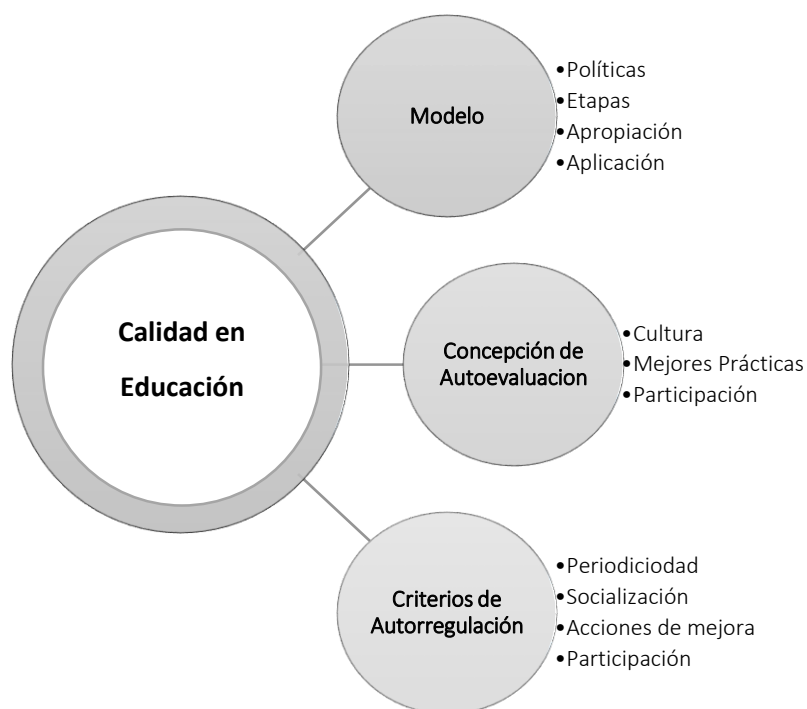 Modelo
•Políticas
•Etapas
•Apropiación
•Aplicación
Calidad en
Educación
Concepción de
Autoevaluacion
•Cultura
•Mejores Prácticas
•Participación
Criterios de
Autorregulación
•Periodiciodad
•Socialización
•Acciones de mejora
•Participación